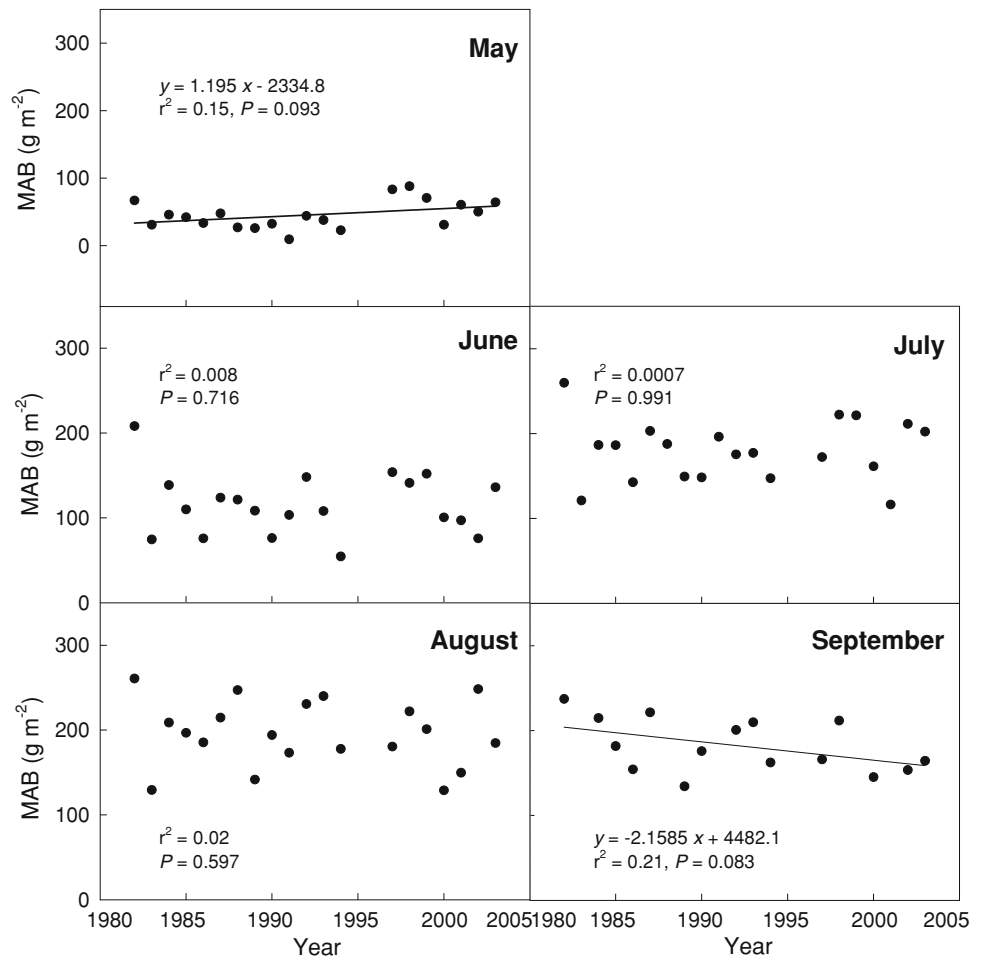 May
y = 1.195 x - 2334.8
r² = 0.15, P = 0.093
MAB (g m⁻²)
300
200
100
0
June
r² = 0.008
P = 0.716
MAB (g m⁻²)
300
200
100
0
July
r² = 0.0007
P = 0.991
August
r² = 0.02
P = 0.597
MAB (g m⁻²)
300
200
100
0
1980 1985 1990 1995 2000 2005
Year
September
y = -2.1585 x + 4482.1
r² = 0.21, P = 0.083
1980 1985 1990 1995 2000 2005
Year